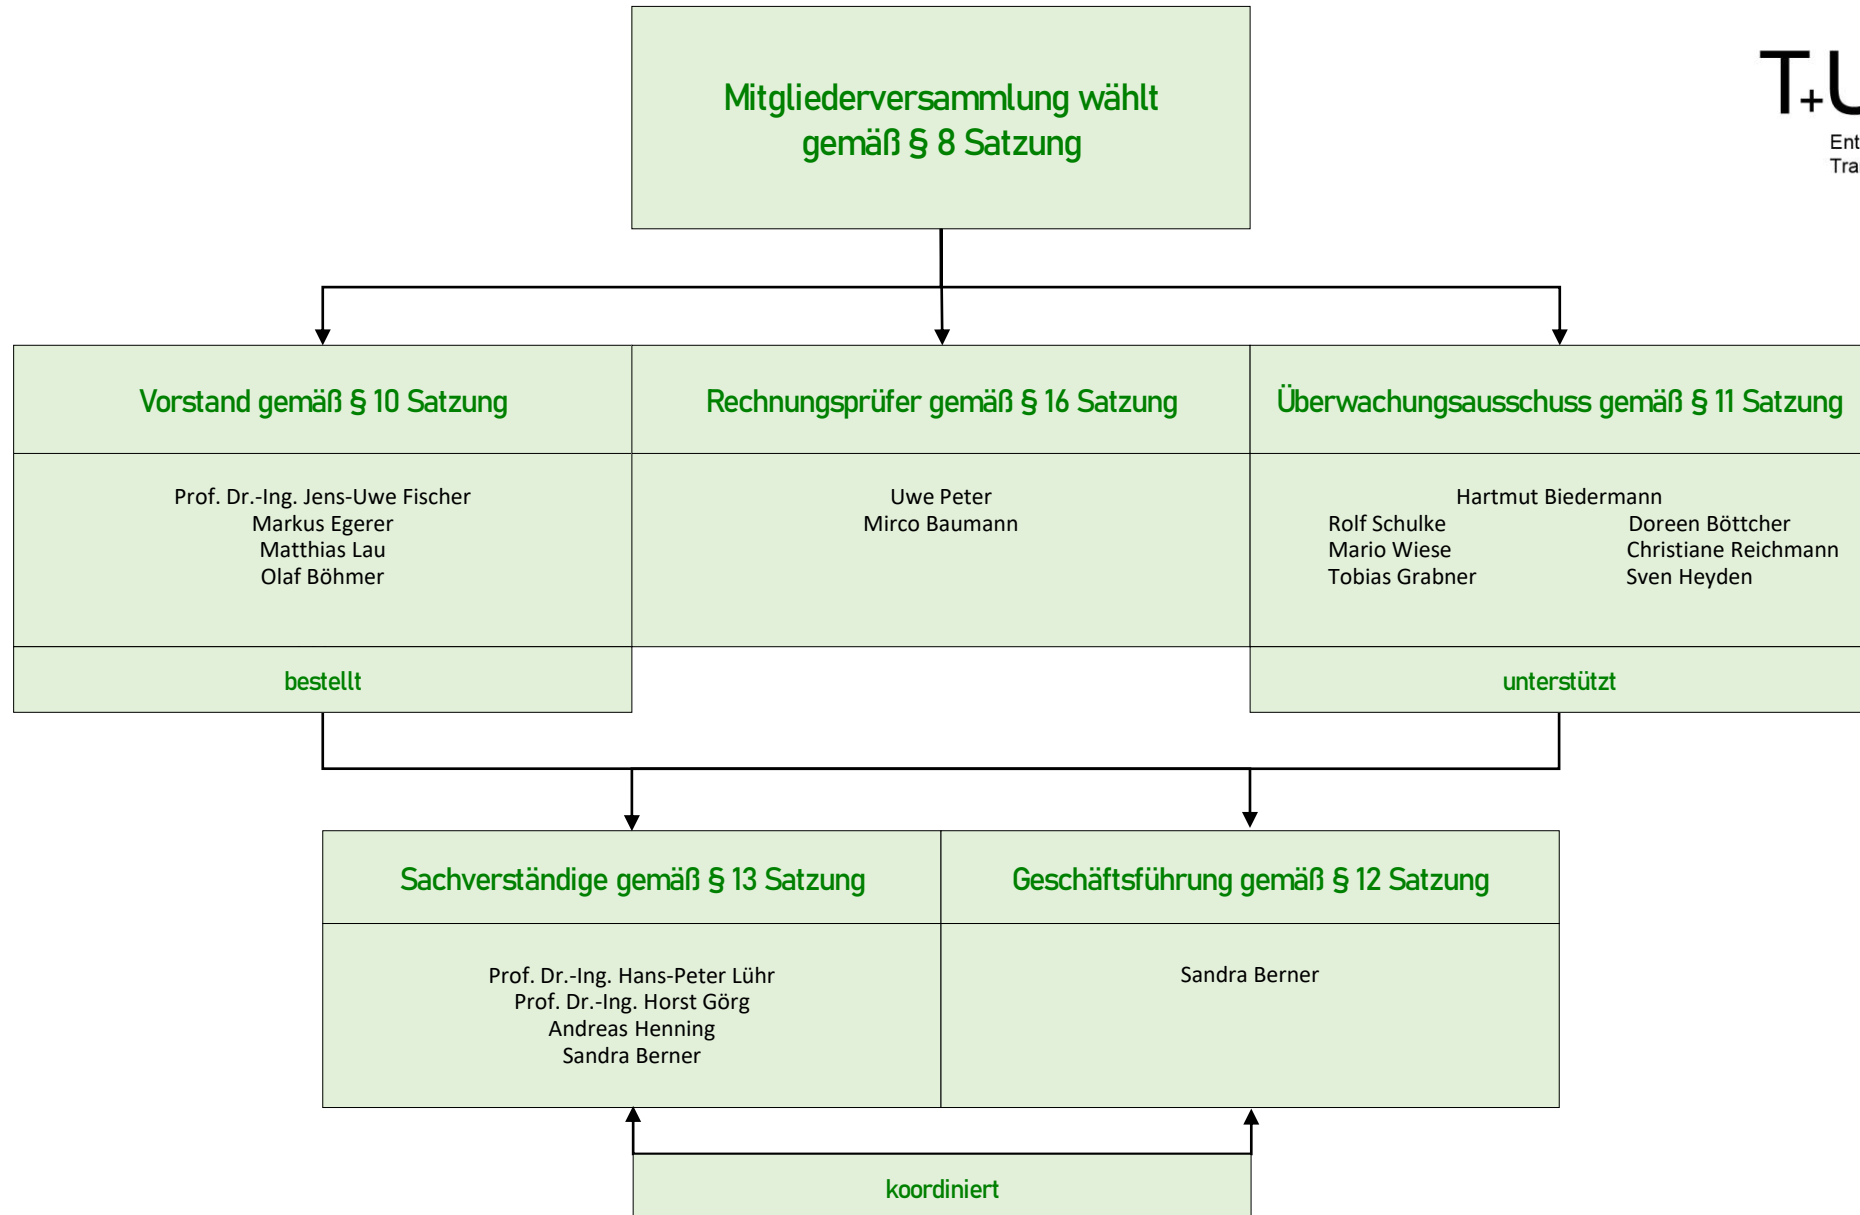 Mitgliederversammlung wählt
gemäß § 8 Satzung
T+U
Ent
Tra
Vorstand gemäß § 10 Satzung
Rechnungsprüfer gemäß § 16 Satzung
Überwachungsausschuss gemäß § 11 Satzung
Prof. Dr.-Ing. Jens-Uwe Fischer
Markus Egerer
Matthias Lau
Olaf Böhmer
Uwe Peter
Mirco Baumann
Hartmut Biedermann
Rolf Schulke Doreen Böttcher
Mario Wiese Christiane Reichmann
Tobias Grabner Sven Heyden
bestellt
unterstützt
Sachverständige gemäß § 13 Satzung
Geschäftsführung gemäß § 12 Satzung
Prof. Dr.-Ing. Hans-Peter Lühr
Prof. Dr.-Ing. Horst Görg
Andreas Henning
Sandra Berner
Sandra Berner
koordiniert